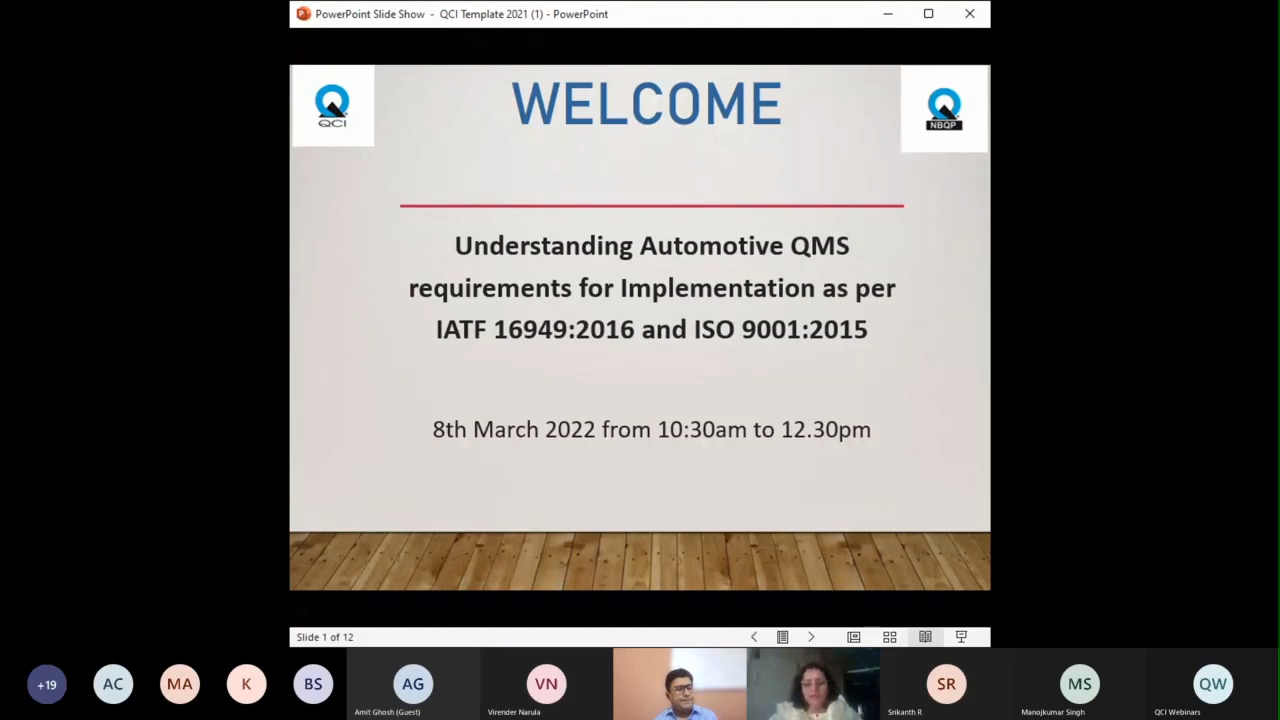 PowerPoint Slide Show - QCI Template 2021 (1) - PowerPoint
QCI
WELCOME
NBQP
Understanding Automotive QMS
requirements for Implementation as per
IATF 16949:2016 and ISO 9001:2015
8th March 2022 from 10:30am to 12.30pm
Slide 1 of 12
+19
AC
MA
K
BS
AG
Amit Ghosh (Guest)
VN
Virender Narula
SR
Srikanth R
MS
Manojkumar Singh
QW
QCI Webinars